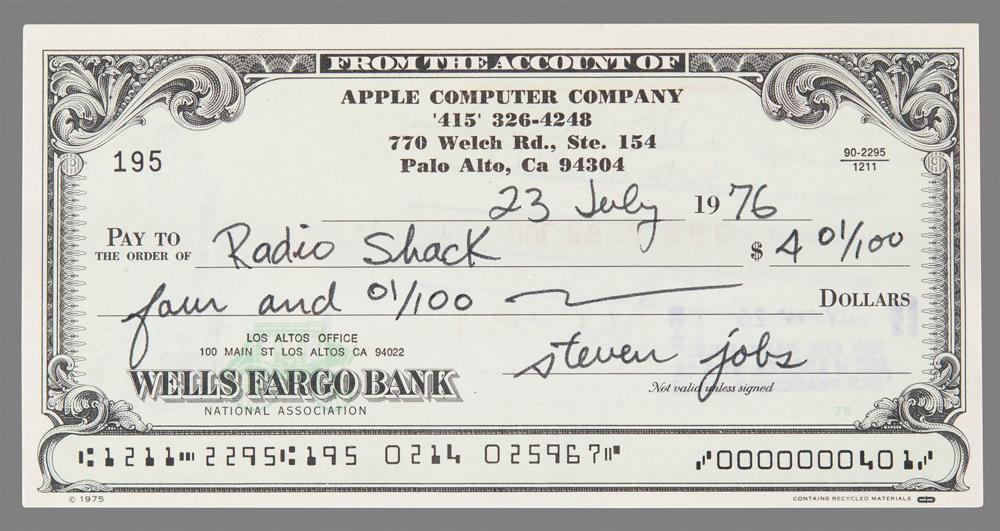 FROM THE ACCOUNT OF
APPLE COMPUTER COMPANY
'415' 326-4248
770 Welch Rd., Ste. 154
Palo Alto, Ca 94304
195
90-2295
1211
23 July 1976
PAY TO
THE ORDER OF Radio Shack $ 4 01/100
four and 01/100 DOLLARS
LOS ALTOS OFFICE
100 MAIN ST LOS ALTOS CA 94022
steven jobs
WELLS FARGO BANK
Not valid unless signed
NATIONAL ASSOCIATION
75
⑆1211⑉2295⑆195 0214 025967⑈ ⑇0000000401⑇
© 1975
CONTAINS RECYCLED MATERIALS